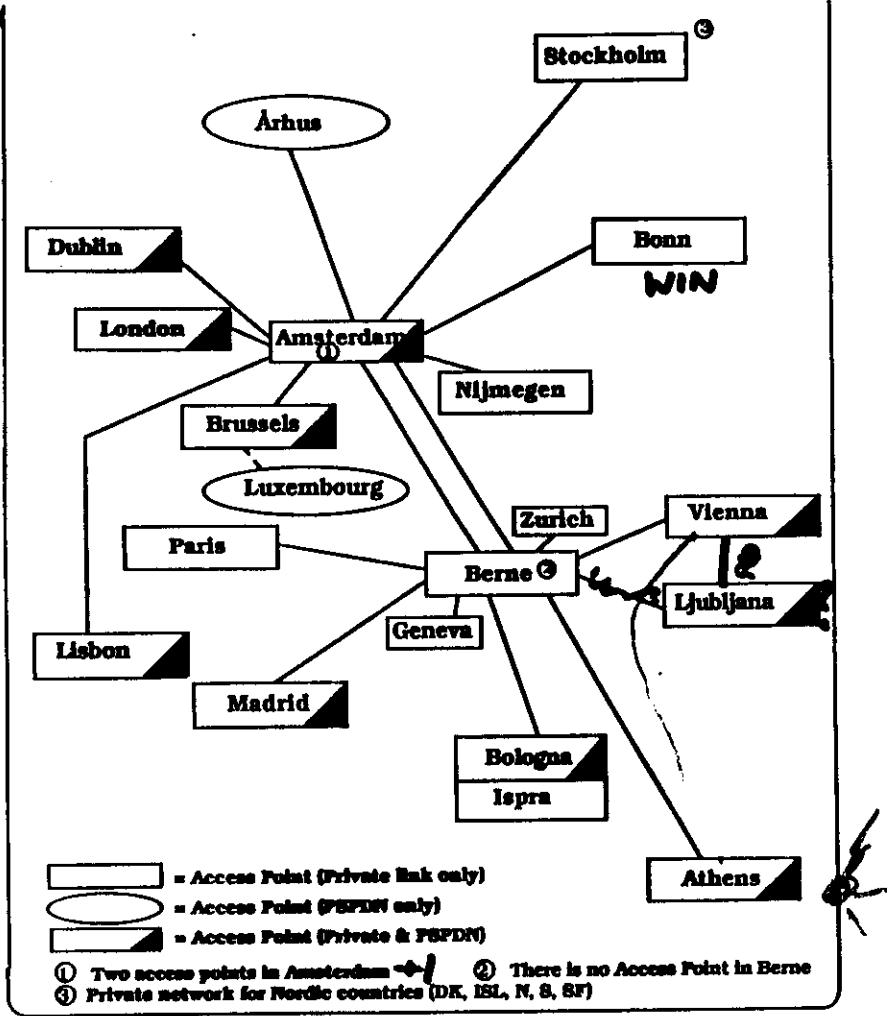 Stockholm ③
Århus
Dublin
Bonn
WIN
London
Amsterdam
①
Nijmegen
Brussels
Luxembourg
Zurich
Vienna
Paris
Berne ②
Ljubljana
Geneva
Lisbon
Madrid
Bologna
Ispra
Athens
= Access Point (Private link only)
= Access Point (PSPDN only)
= Access Point (Private & PSPDN)
① Two access points in Amsterdam ② There is no Access Point in Berne
③ Private network for Nordic countries (DK, ISL, N, S, SF)